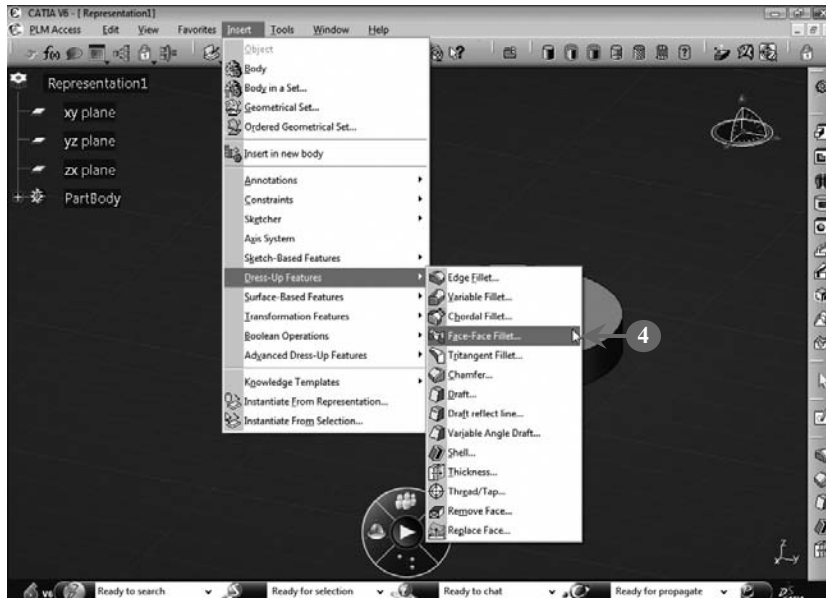 CATIA V6 - [ Representation1]
PLM Access Edit View Favorites Insert Tools Window Help
Representation1
xy plane
yz plane
zx plane
PartBody
Object
Body
Body in a Set...
Geometrical Set...
Ordered Geometrical Set...
Insert in new body
Annotations
Constraints
Sketcher
Axis System
Sketch-Based Features
Dress-Up Features
Surface-Based Features
Transformation Features
Boolean Operations
Advanced Dress-Up Features
Knowledge Templates
Instantiate From Representation...
Instantiate From Selection...
Edge Fillet...
Variable Fillet...
Chordal Fillet...
Face-Face Fillet...
Tritangent Fillet...
Chamfer...
Draft...
Draft reflect line...
Variable Angle Draft...
Shell...
Thickness...
Thread/Tap...
Remove Face...
Replace Face...
4
z
y
V6 Ready to search Ready for selection Ready to chat Ready for propagate